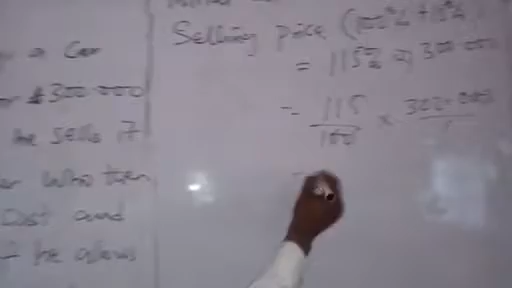 a Car
$300.000
he sells it
who then
Cost and
he allows
Selling price (100% + 15%)
= 115% of 300.000
= 115/100 × 300.000/1
=